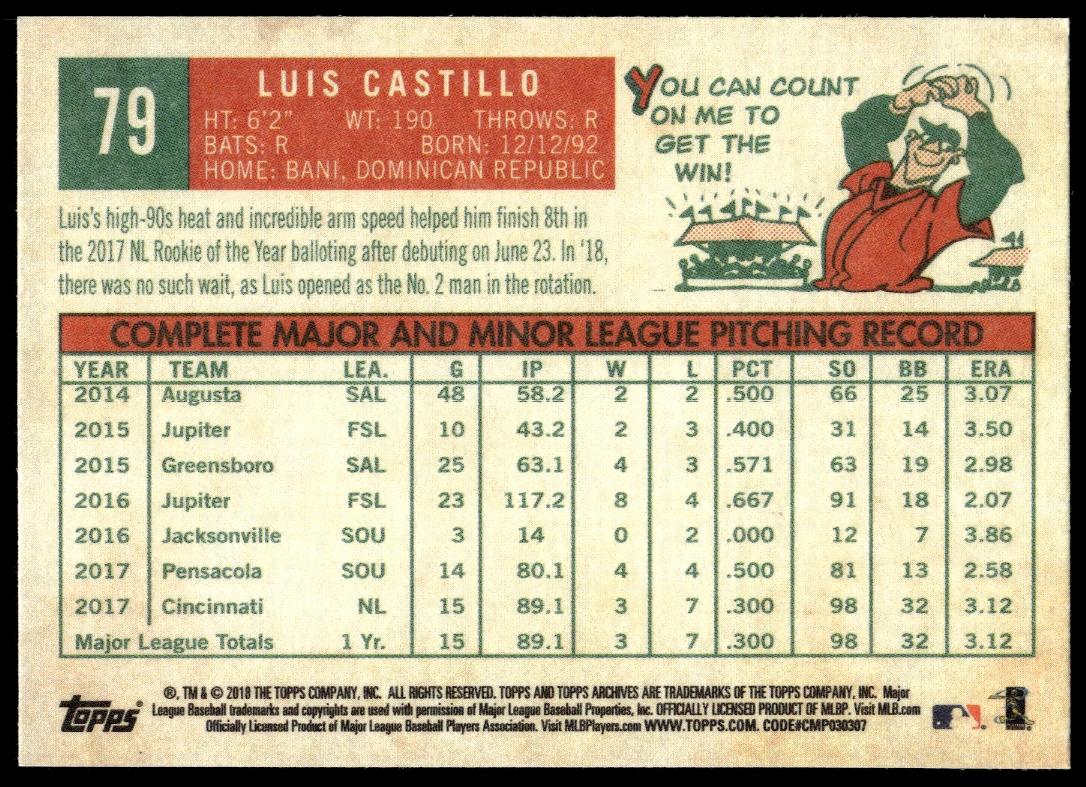 79
LUIS CASTILLO
HT: 6'2" WT: 190 THROWS: R
BATS: R BORN: 12/12/92
HOME: BANI, DOMINICAN REPUBLIC
YOU CAN COUNT
ON ME TO
GET THE
WIN!
Luis's high-90s heat and incredible arm speed helped him finish 8th in
the 2017 NL Rookie of the Year balloting after debuting on June 23. In '18,
there was no such wait, as Luis opened as the No. 2 man in the rotation.
COMPLETE MAJOR AND MINOR LEAGUE PITCHING RECORD
YEAR TEAM LEA. G IP W L PCT SO BB ERA
2014 Augusta SAL 48 58.2 2 2 .500 66 25 3.07
2015 Jupiter FSL 10 43.2 2 3 .400 31 14 3.50
2015 Greensboro SAL 25 63.1 4 3 .571 63 19 2.98
2016 Jupiter FSL 23 117.2 8 4 .667 91 18 2.07
2016 Jacksonville SOU 3 14 0 2 .000 12 7 3.86
2017 Pensacola SOU 14 80.1 4 4 .500 81 13 2.58
2017 Cincinnati NL 15 89.1 3 7 .300 98 32 3.12
Major League Totals 1 Yr. 15 89.1 3 7 .300 98 32 3.12
topps
®, TM & © 2018 THE TOPPS COMPANY, INC. ALL RIGHTS RESERVED. TOPPS AND TOPPS ARCHIVES ARE TRADEMARKS OF THE TOPPS COMPANY, INC. Major
League Baseball trademarks and copyrights are used with permission of Major League Baseball Properties, Inc. OFFICIALLY LICENSED PRODUCT OF MLBP. Visit MLB.com
Officially Licensed Product of Major League Baseball Players Association. Visit MLBPlayers.com WWW.TOPPS.COM. CODE#CMP030307